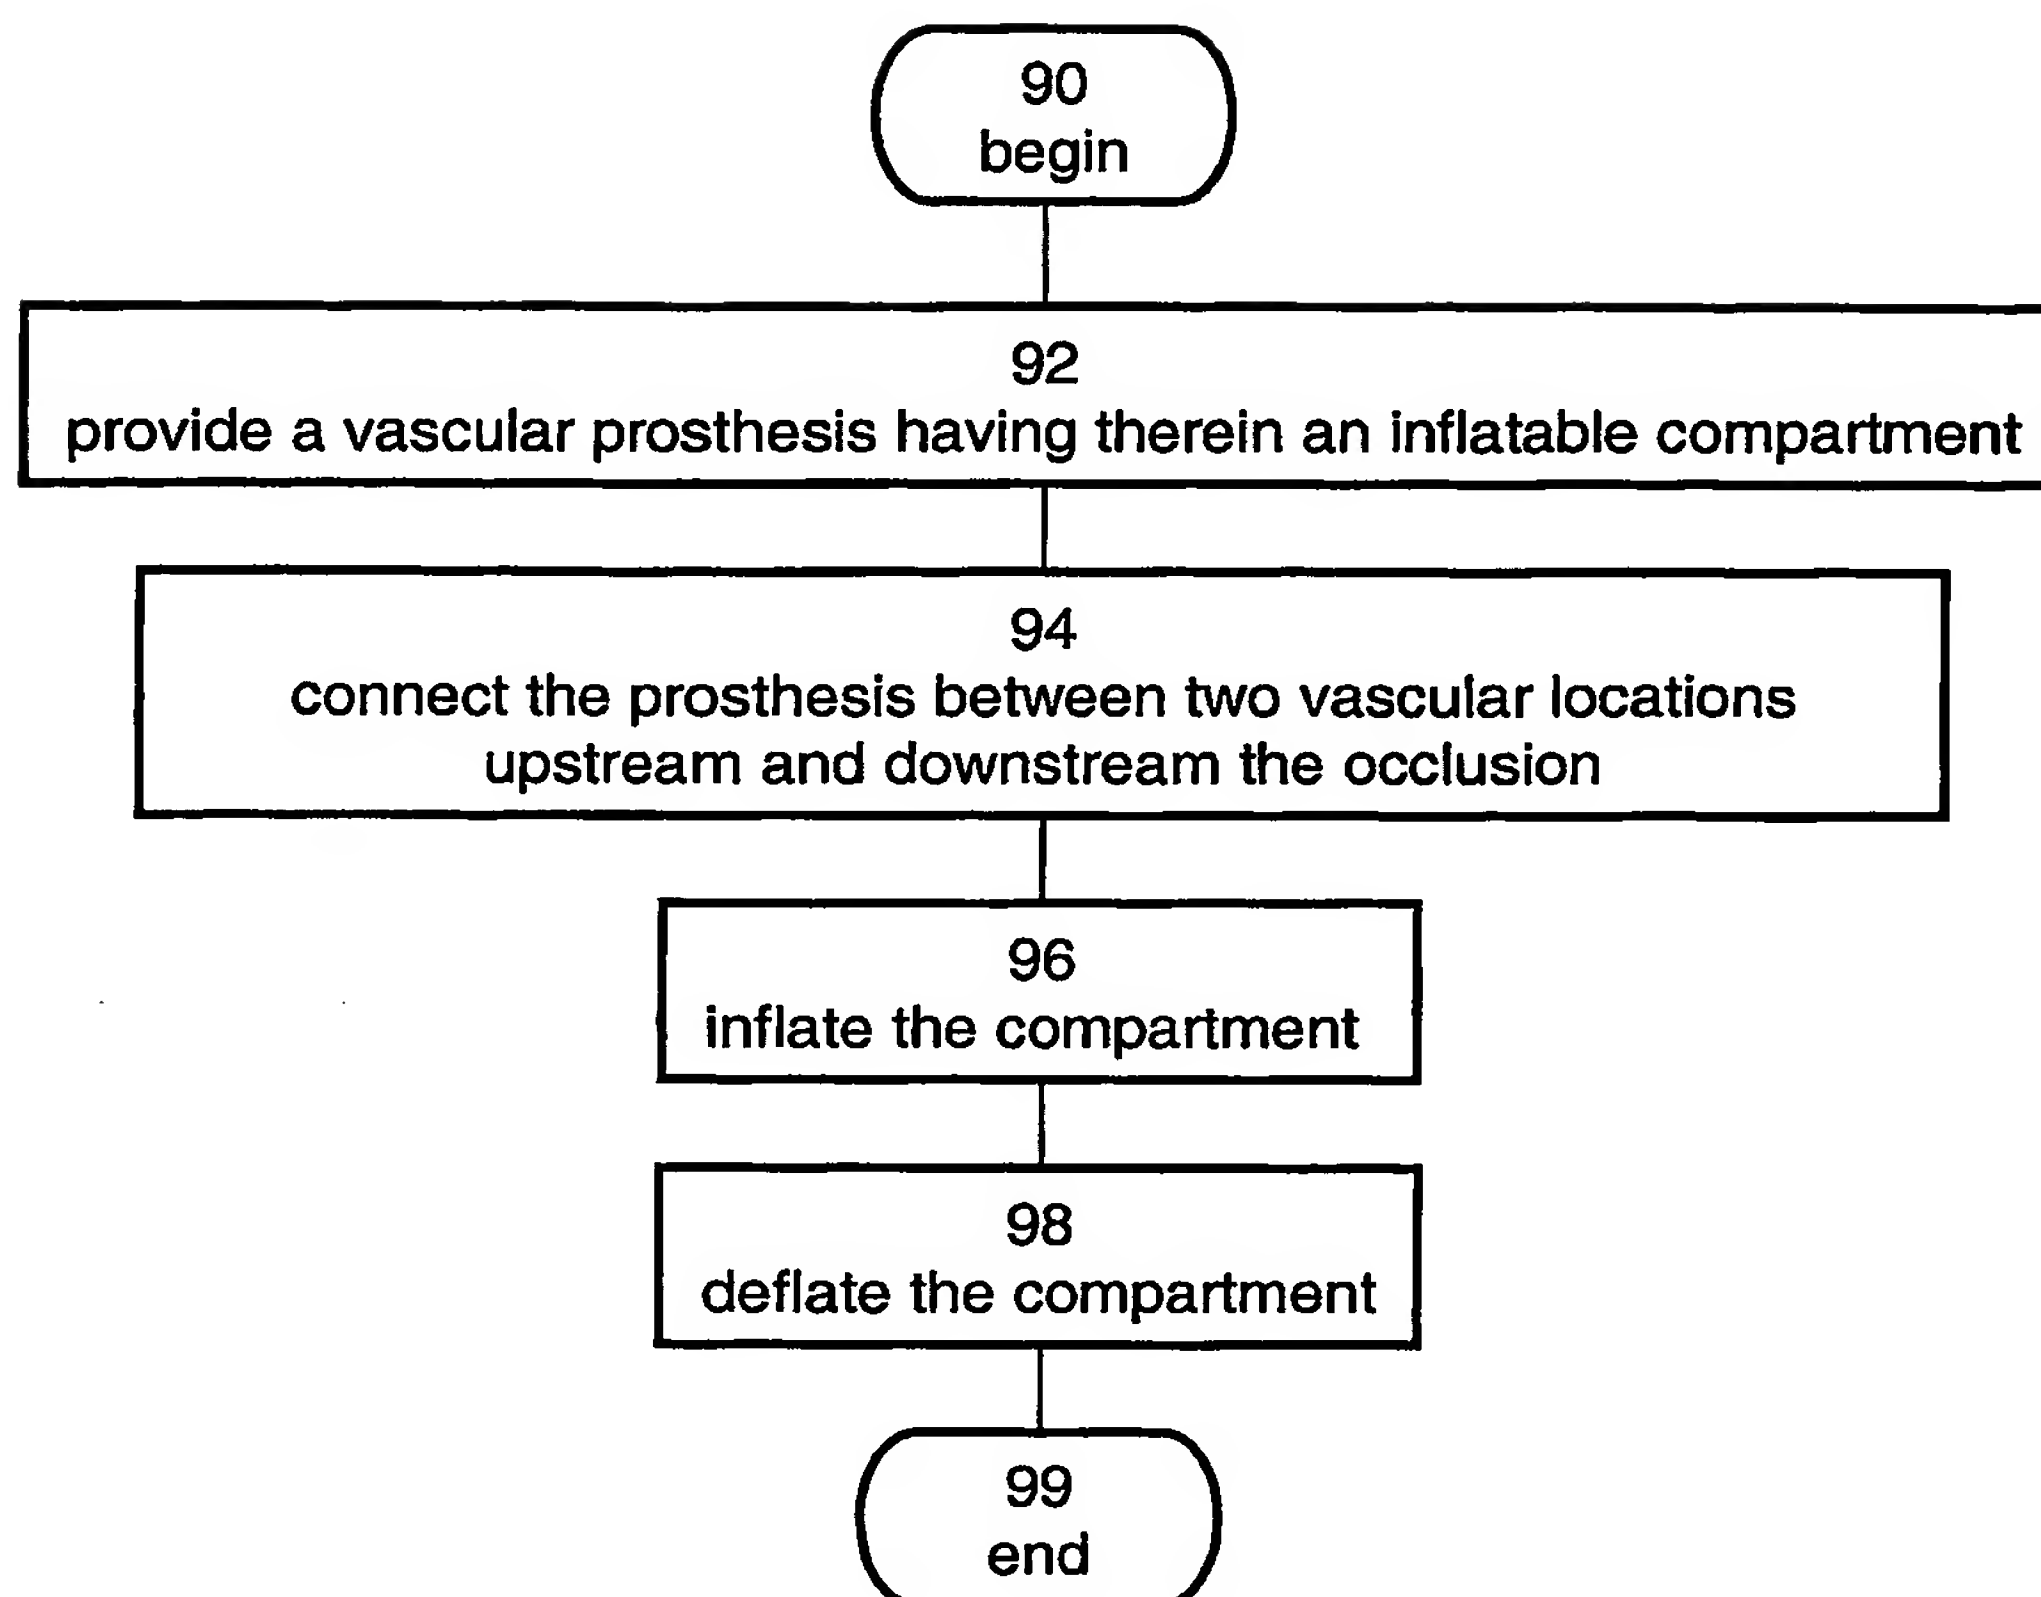 90
begin
92
provide a vascular prosthesis having therein an inflatable compartment
94
connect the prosthesis between two vascular locations
upstream and downstream the occlusion
96
inflate the compartment
98
deflate the compartment
99
end